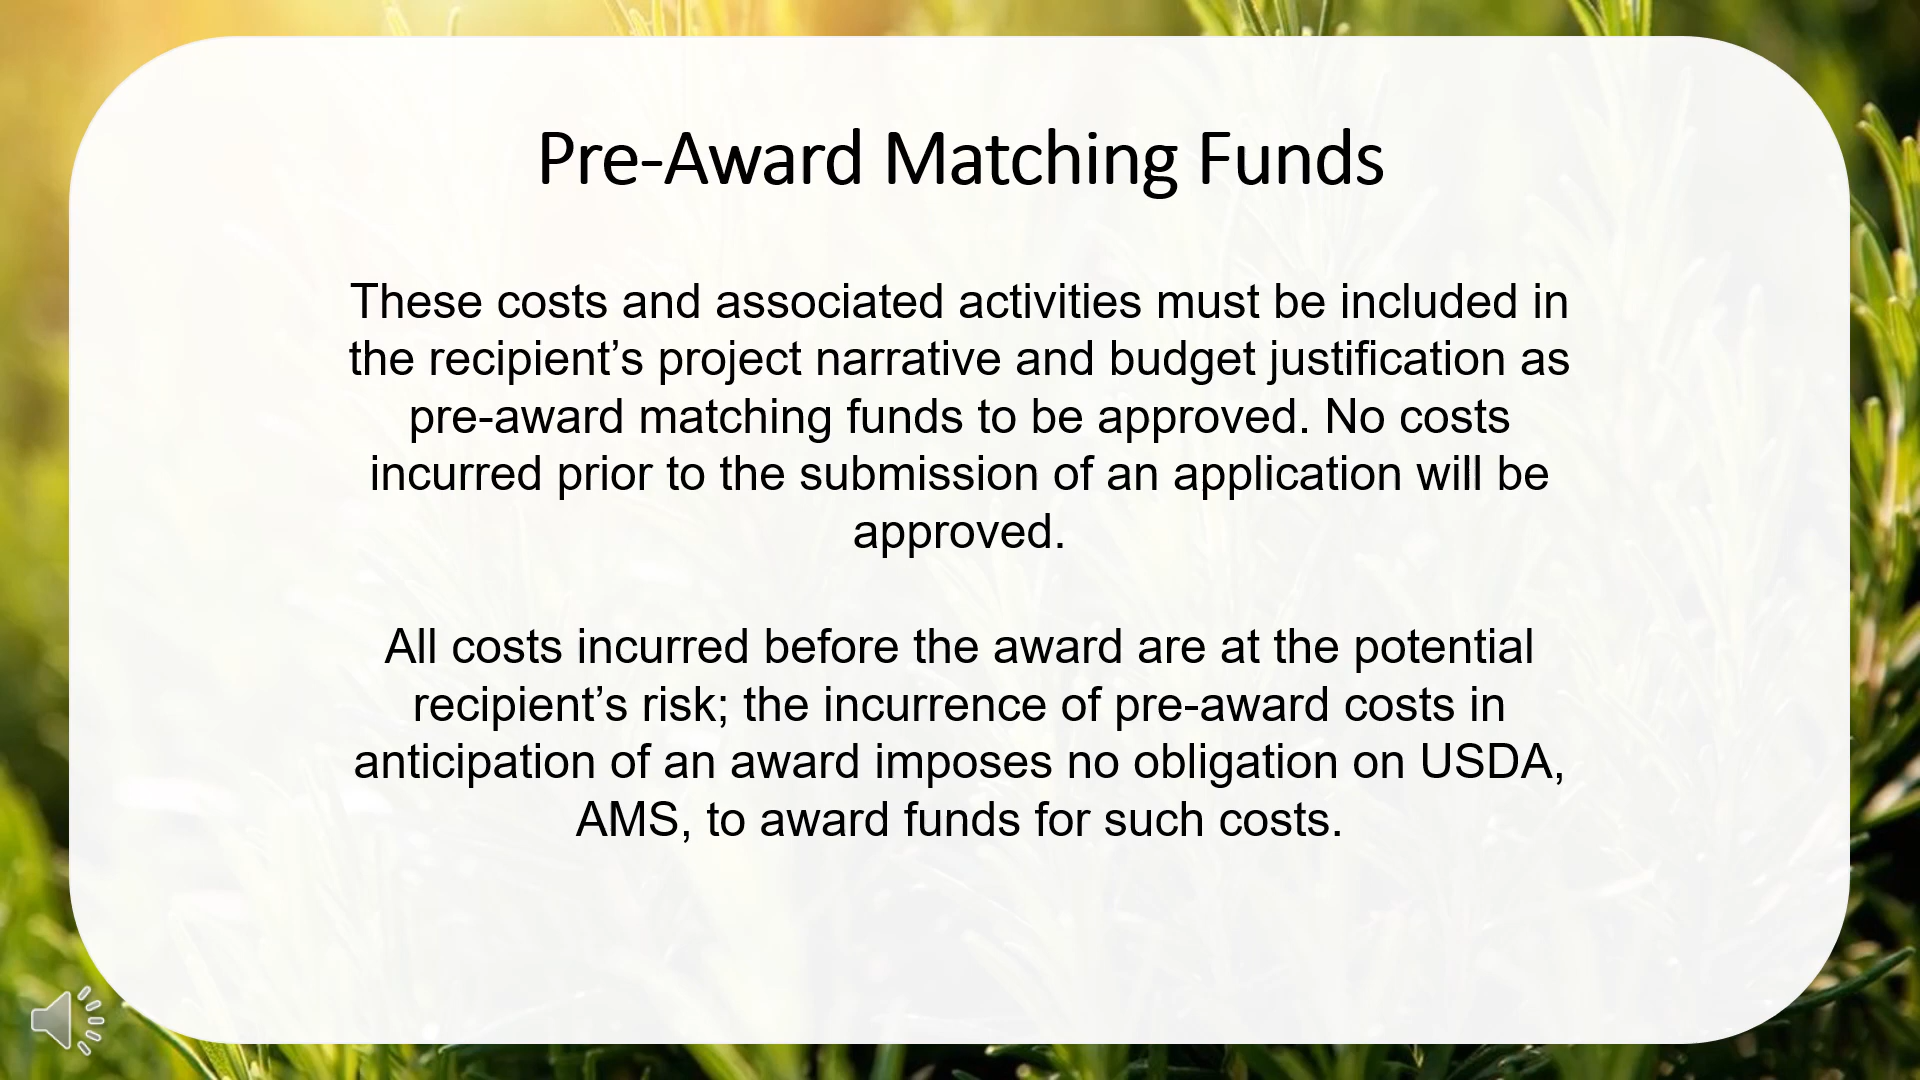 Pre-Award Matching Funds
These costs and associated activities must be included in
the recipient’s project narrative and budget justification as
pre-award matching funds to be approved. No costs
incurred prior to the submission of an application will be
approved.
All costs incurred before the award are at the potential
recipient’s risk; the incurrence of pre-award costs in
anticipation of an award imposes no obligation on USDA,
AMS, to award funds for such costs.